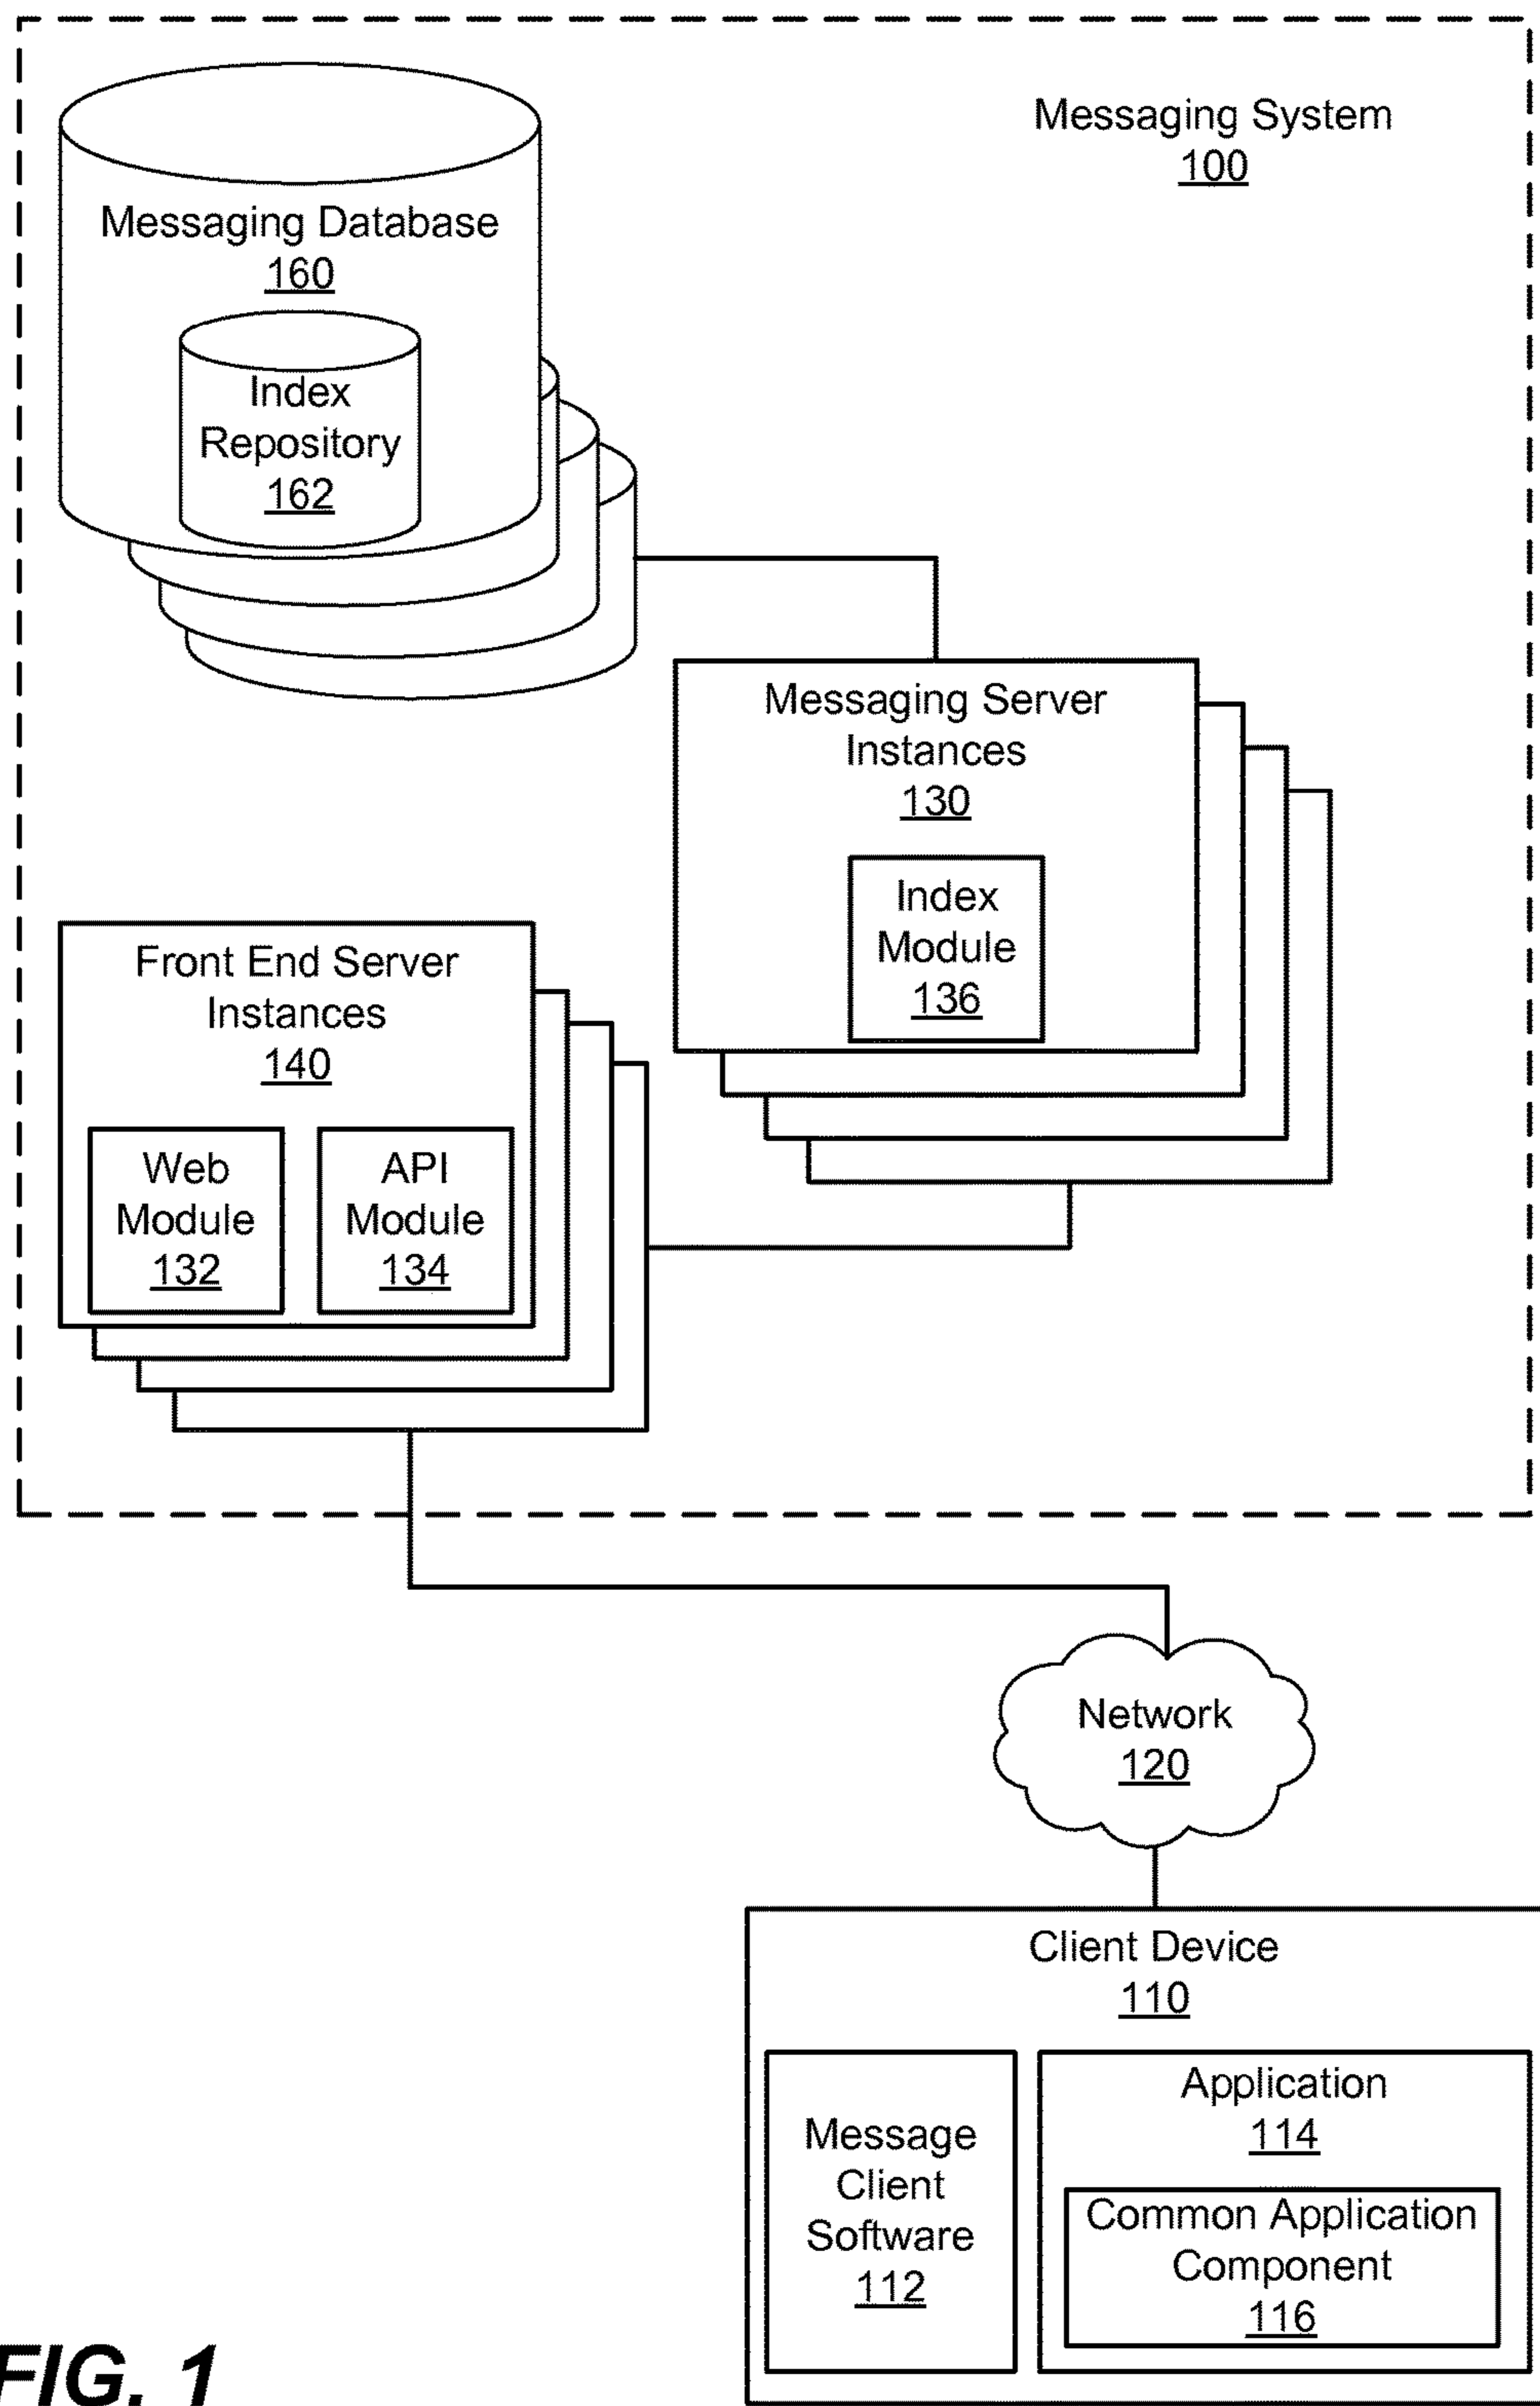 Messaging System
100
Messaging Database
160
Index
Repository
162
Messaging Server
Instances
130
Index
Module
136
Front End Server
Instances
140
Web
Module
132
API
Module
134
Network
120
Client Device
110
Message
Client
Software
112
Application
114
Common Application
Component
116
FIG. 1